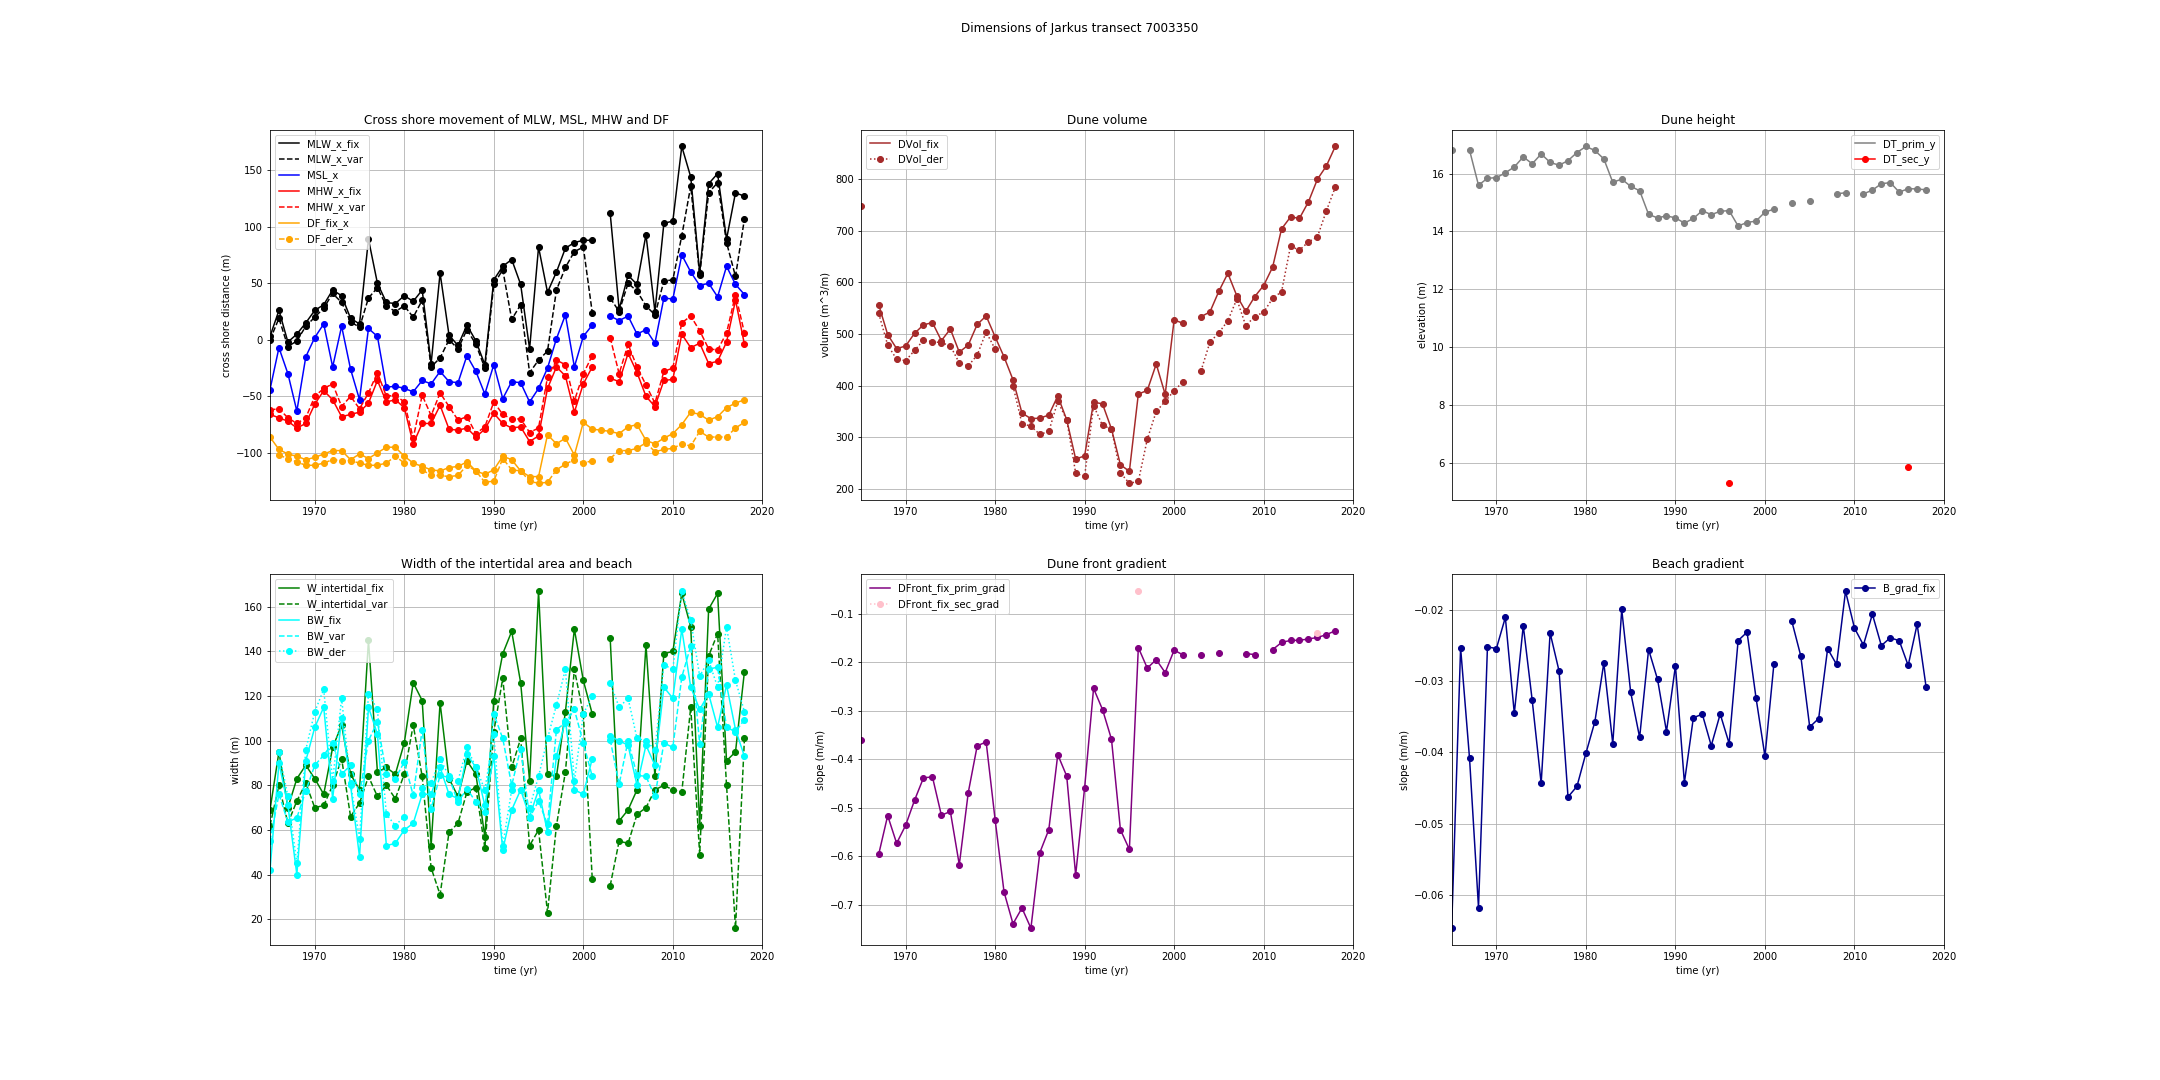 Dimensions of Jarkus transect 7003350
Cross shore movement of MLW, MSL, MHW and DF
MLW_x_fix
MLW_x_var
MSL_x
MHW_x_fix
MHW_x_var
DF_fix_x
DF_der_x
cross shore distance (m)
150
100
50
0
−50
−100
1970
1980
1990
2000
2010
2020
time (yr)
Dune volume
DVol_fix
DVol_der
volume (m^3/m)
800
700
600
500
400
300
200
1970
1980
1990
2000
2010
2020
time (yr)
Dune height
DT_prim_y
DT_sec_y
elevation (m)
16
14
12
10
8
6
1970
1980
1990
2000
2010
2020
time (yr)
Width of the intertidal area and beach
W_intertidal_fix
W_intertidal_var
BW_fix
BW_var
BW_der
width (m)
160
140
120
100
80
60
40
20
1970
1980
1990
2000
2010
2020
time (yr)
Dune front gradient
DFront_fix_prim_grad
DFront_fix_sec_grad
slope (m/m)
−0.1
−0.2
−0.3
−0.4
−0.5
−0.6
−0.7
1970
1980
1990
2000
2010
2020
time (yr)
Beach gradient
B_grad_fix
slope (m/m)
−0.02
−0.03
−0.04
−0.05
−0.06
1970
1980
1990
2000
2010
2020
time (yr)